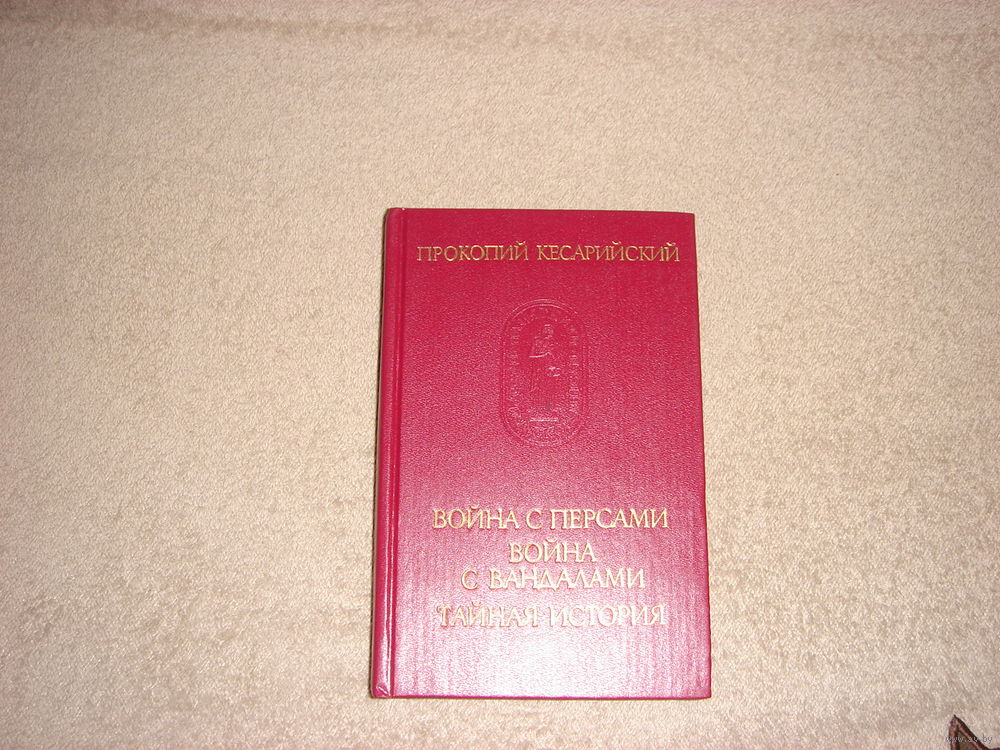 ПРОКОПИЙ КЕСАРИЙСКИЙ
ВОЙНА С ПЕРСАМИ
ВОЙНА
С ВАНДАЛАМИ
ТАЙНАЯ ИСТОРИЯ